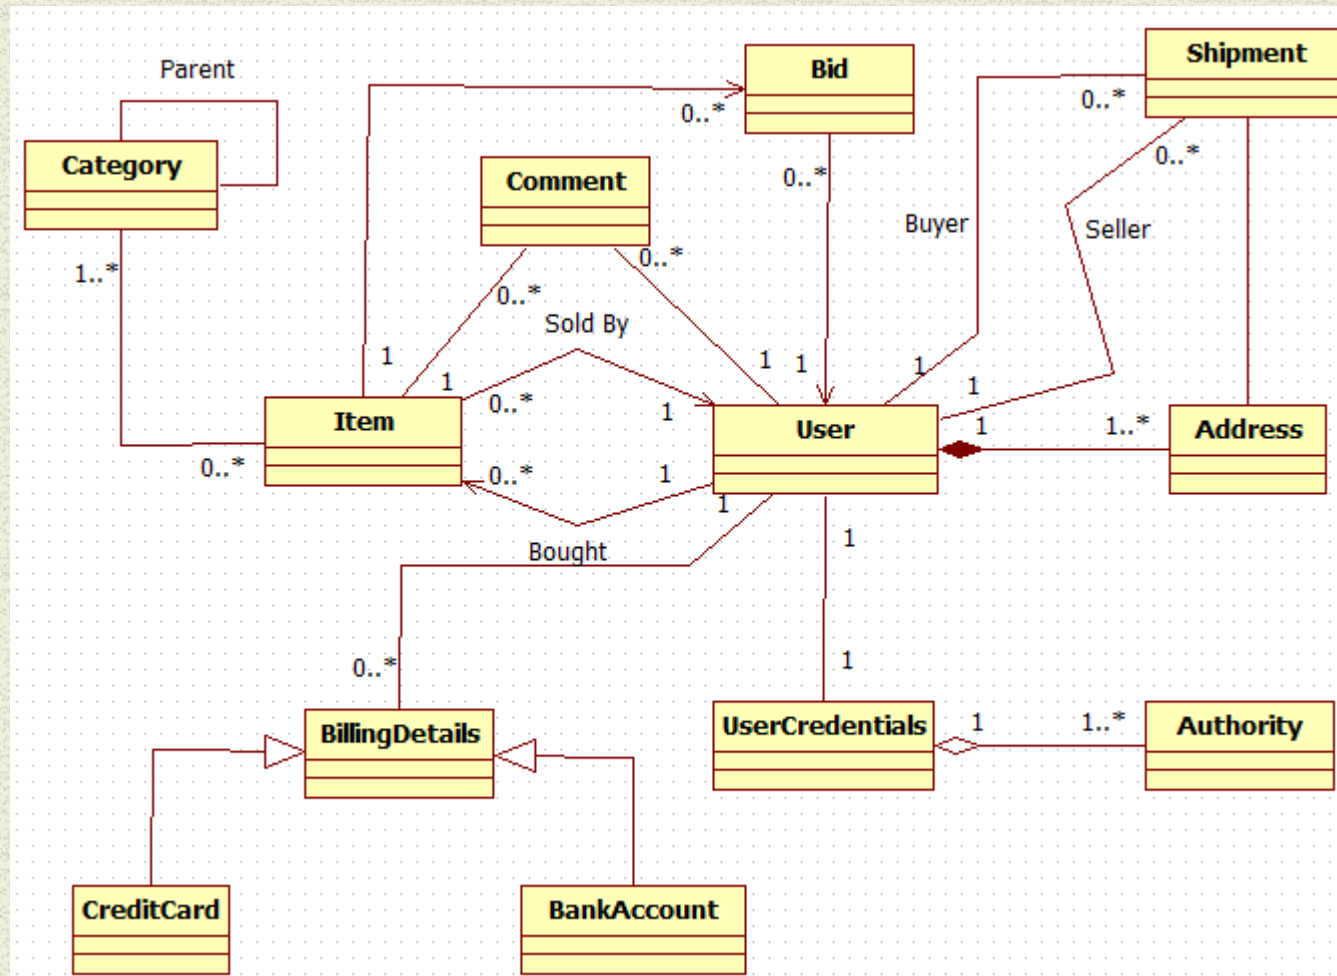 Parent
Bid
Shipment
0..*
0..*
Category
Comment
0..*
0..*
Buyer
Seller
1..*
0..*
0..*
Sold By
1
1
1
1
1
1
0..*
1
Item
User
1
1..*
Address
0..*
0..*
1
1
Bought
1
0..*
1
BillingDetails
UserCredentials
1
1..*
Authority
CreditCard
BankAccount